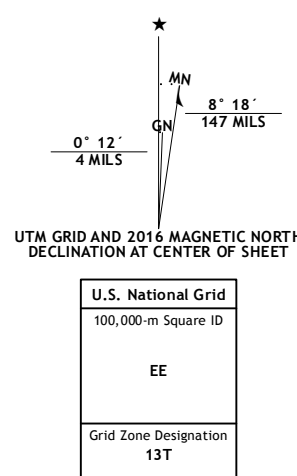 ★
MN
GN
8° 18´
147 MILS
0° 12´
4 MILS
UTM GRID AND 2016 MAGNETIC NORTH
DECLINATION AT CENTER OF SHEET
U.S. National Grid
100,000-m Square ID
EE
Grid Zone Designation
13T